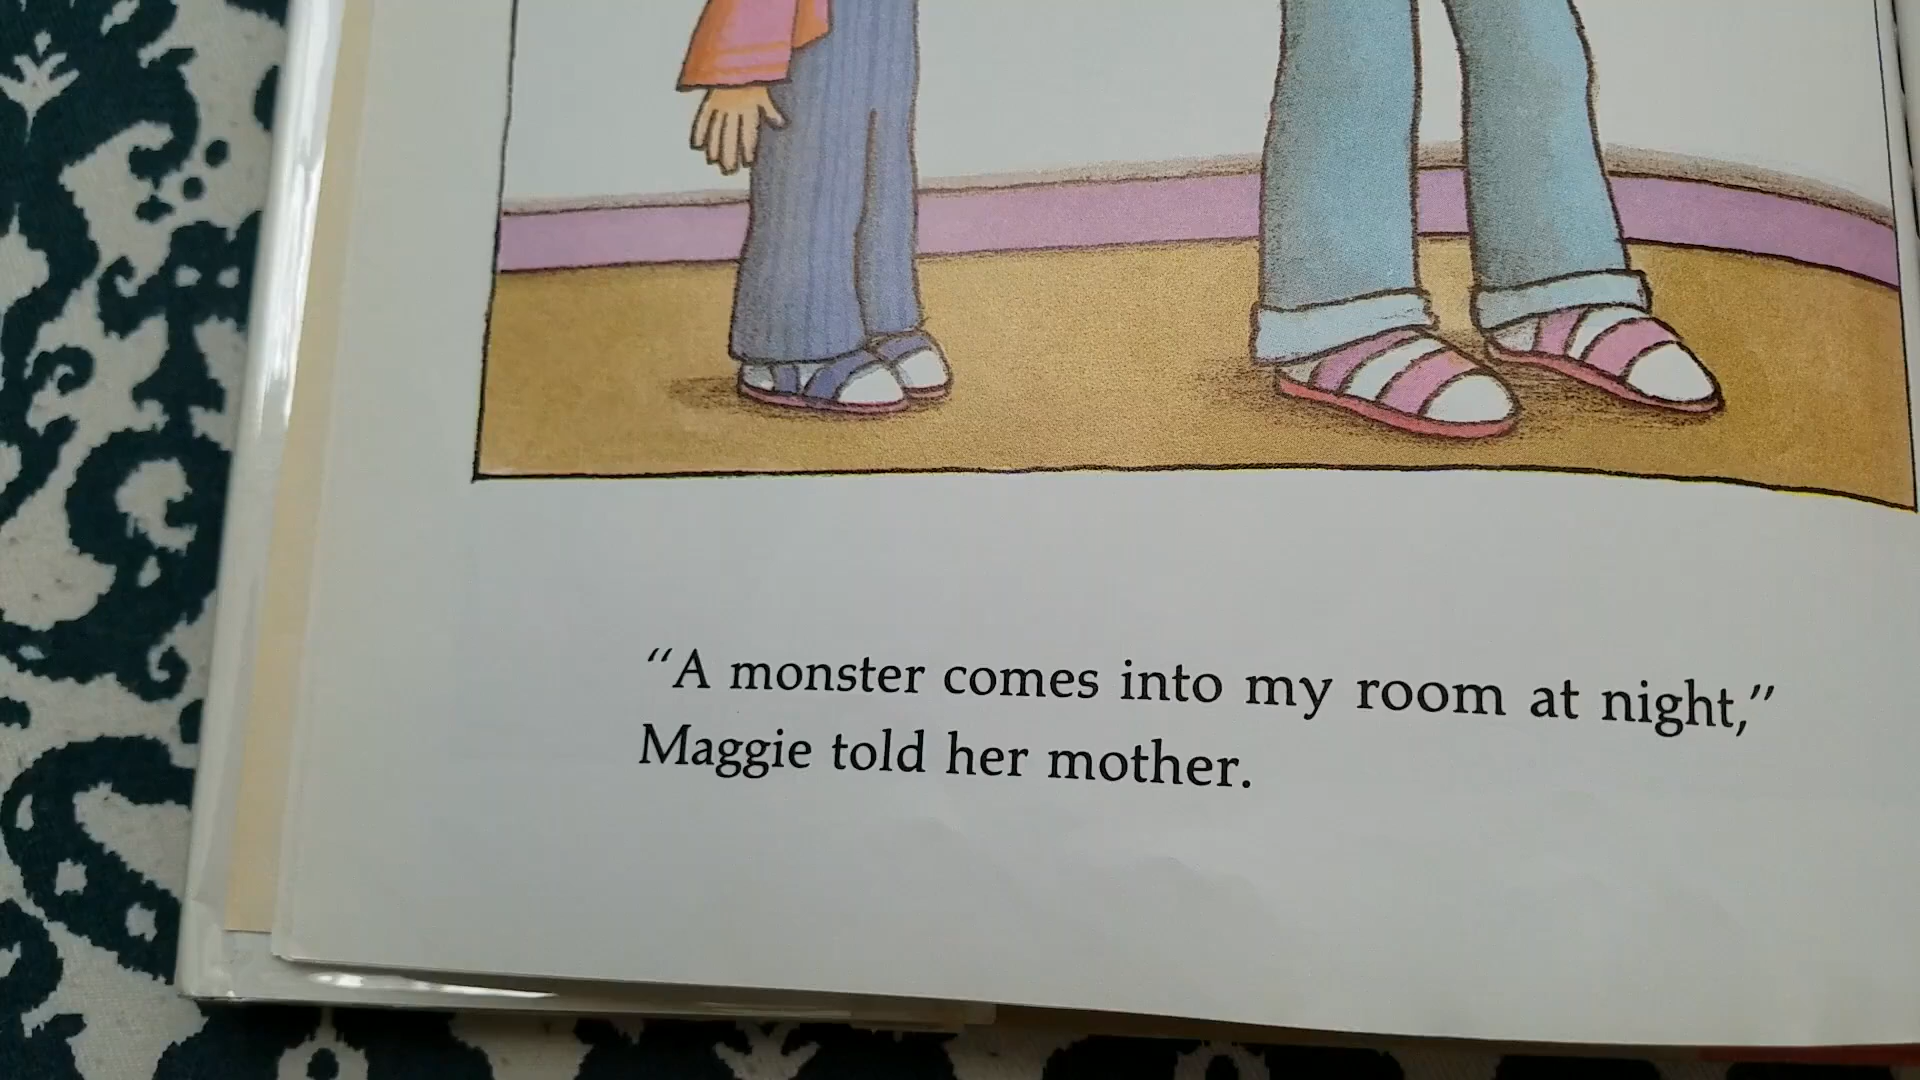 “A monster comes into my room at night,”
Maggie told her mother.